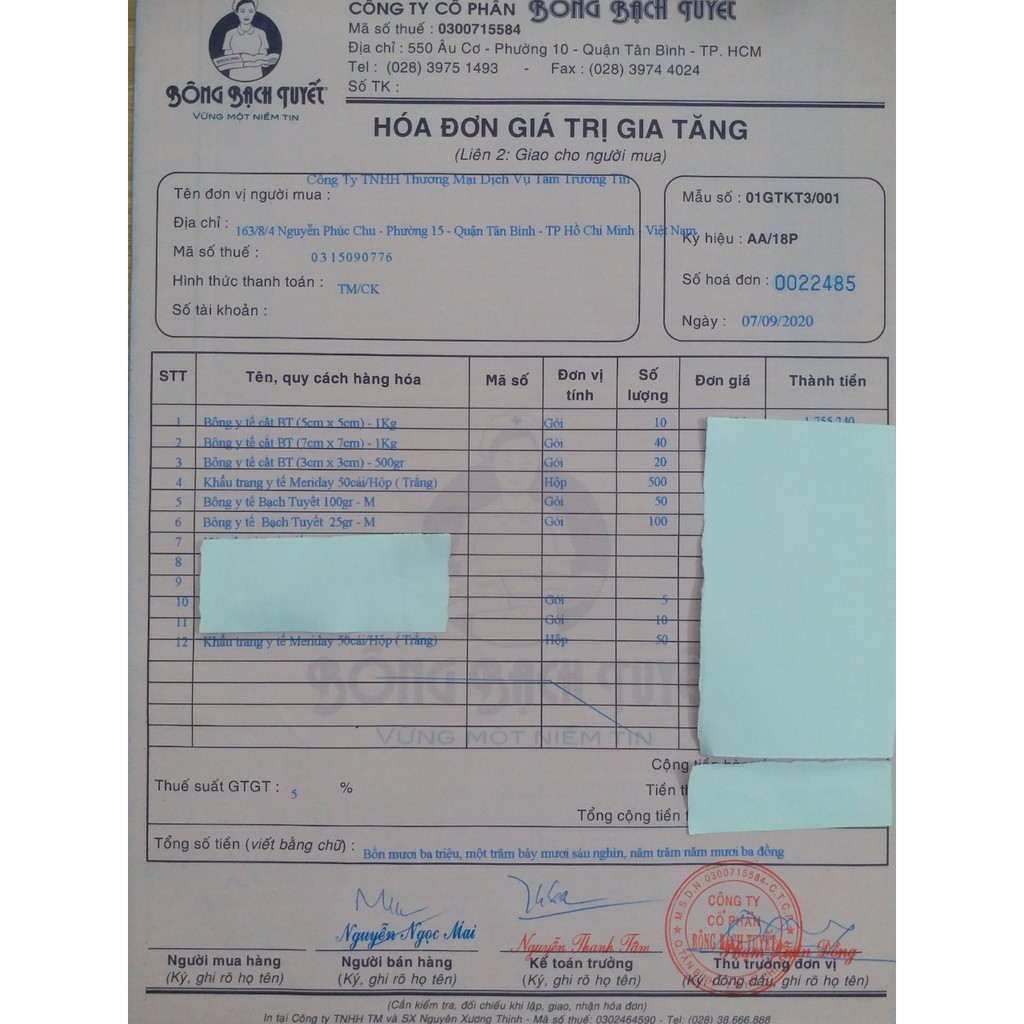 CÔNG TY CỔ PHẦN BÔNG BẠCH TUYẾT
Mã số thuế : 0300715584
Địa chỉ : 550 Âu Cơ - Phường 10 - Quận Tân Bình - TP. HCM
Tel : (028) 3975 1493 - Fax : (028) 3974 4024
Số TK :
BÔNG BẠCH TUYẾT
VỮNG MỘT NIỀM TIN
HÓA ĐƠN GIÁ TRỊ GIA TĂNG
(Liên 2: Giao cho người mua)
Công Ty TNHH Thương Mại Dịch Vụ Tâm Trường Tín
Tên đơn vị người mua :
Địa chỉ : 163/8/4 Nguyễn Phúc Chu - Phường 15 - Quận Tân Bình - TP Hồ Chí Minh - Việt Nam
Mã số thuế : 0315090776
Hình thức thanh toán : TM/CK
Số tài khoản :
Mẫu số : 01GTKT3/001
Ký hiệu : AA/18P
Số hoá đơn : 0022485
Ngày : 07/09/2020
STT Tên, quy cách hàng hóa Mã số Đơn vị tính Số lượng Đơn giá Thành tiền
1 Bông y tế cắt BT (5cm x 5cm) - 1Kg Gói 10 1,755,240
2 Bông y tế cắt BT (7cm x 7cm) - 1Kg Gói 40
3 Bông y tế cắt BT (3cm x 3cm) - 500gr Gói 20
4 Khẩu trang y tế Meriday 50cái/Hộp ( Trắng) Hộp 500
5 Bông y tế Bạch Tuyết 100gr - M Gói 50
6 Bông y tế Bạch Tuyết 25gr - M Gói 100
7
8
9
10 Gói 5
11 Gói 10
12 Khẩu trang y tế Meriday 50cái/Hộp ( Trắng) Hộp 50
BÔNG BẠCH TUYẾT
VỮNG MỘT NIỀM TIN
Cộng tiền
Thuế suất GTGT : 5 %
Tiền
Tổng cộng tiền
Tổng số tiền (viết bằng chữ) : Bốn mươi ba triệu, một trăm bảy mươi sáu nghìn, năm trăm năm mươi ba đồng
M.S.D.N:0300715584-C.T.C.P
CÔNG TY
CỔ PHẦN
BÔNG BẠCH TUYẾT
Nguyễn Ngọc Mai
Nguyễn Thanh Tâm
Người mua hàng
(Ký, ghi rõ họ tên)
Người bán hàng
(Ký, ghi rõ họ tên)
Kế toán trưởng
(Ký, ghi rõ họ tên)
Thủ trưởng đơn vị
(Ký, đóng dấu, ghi rõ họ tên)
(Cần kiểm tra, đối chiếu khi lập, giao, nhận hóa đơn)
In tại Công ty TNHH TM và SX Nguyên Xương Thịnh - Mã số thuế: 0302464590 - Tel: (028) 38.666.888